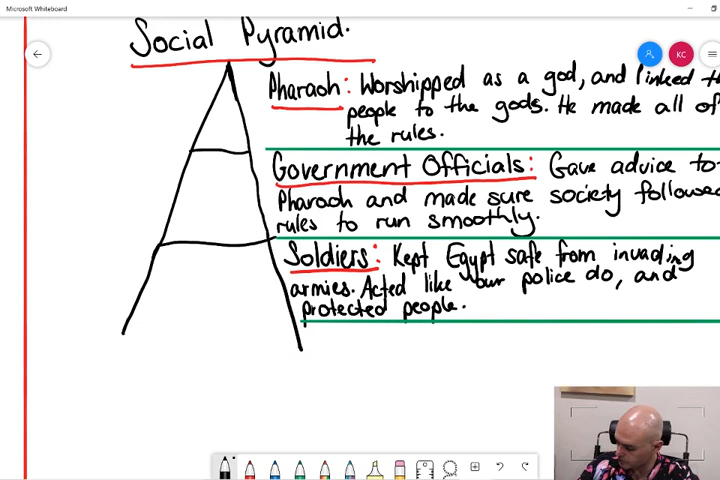 Microsoft Whiteboard
Social Pyramid.
KC
Pharaoh: Worshipped as a god, and linked th
people to the gods. He made all of
the rules.
Government Officials: Gave advice to
Pharaoh and made sure society followed
rules to run smoothly.
Soldiers: Kept Egypt safe from invading
armies. Acted like our police do, and
protected people.